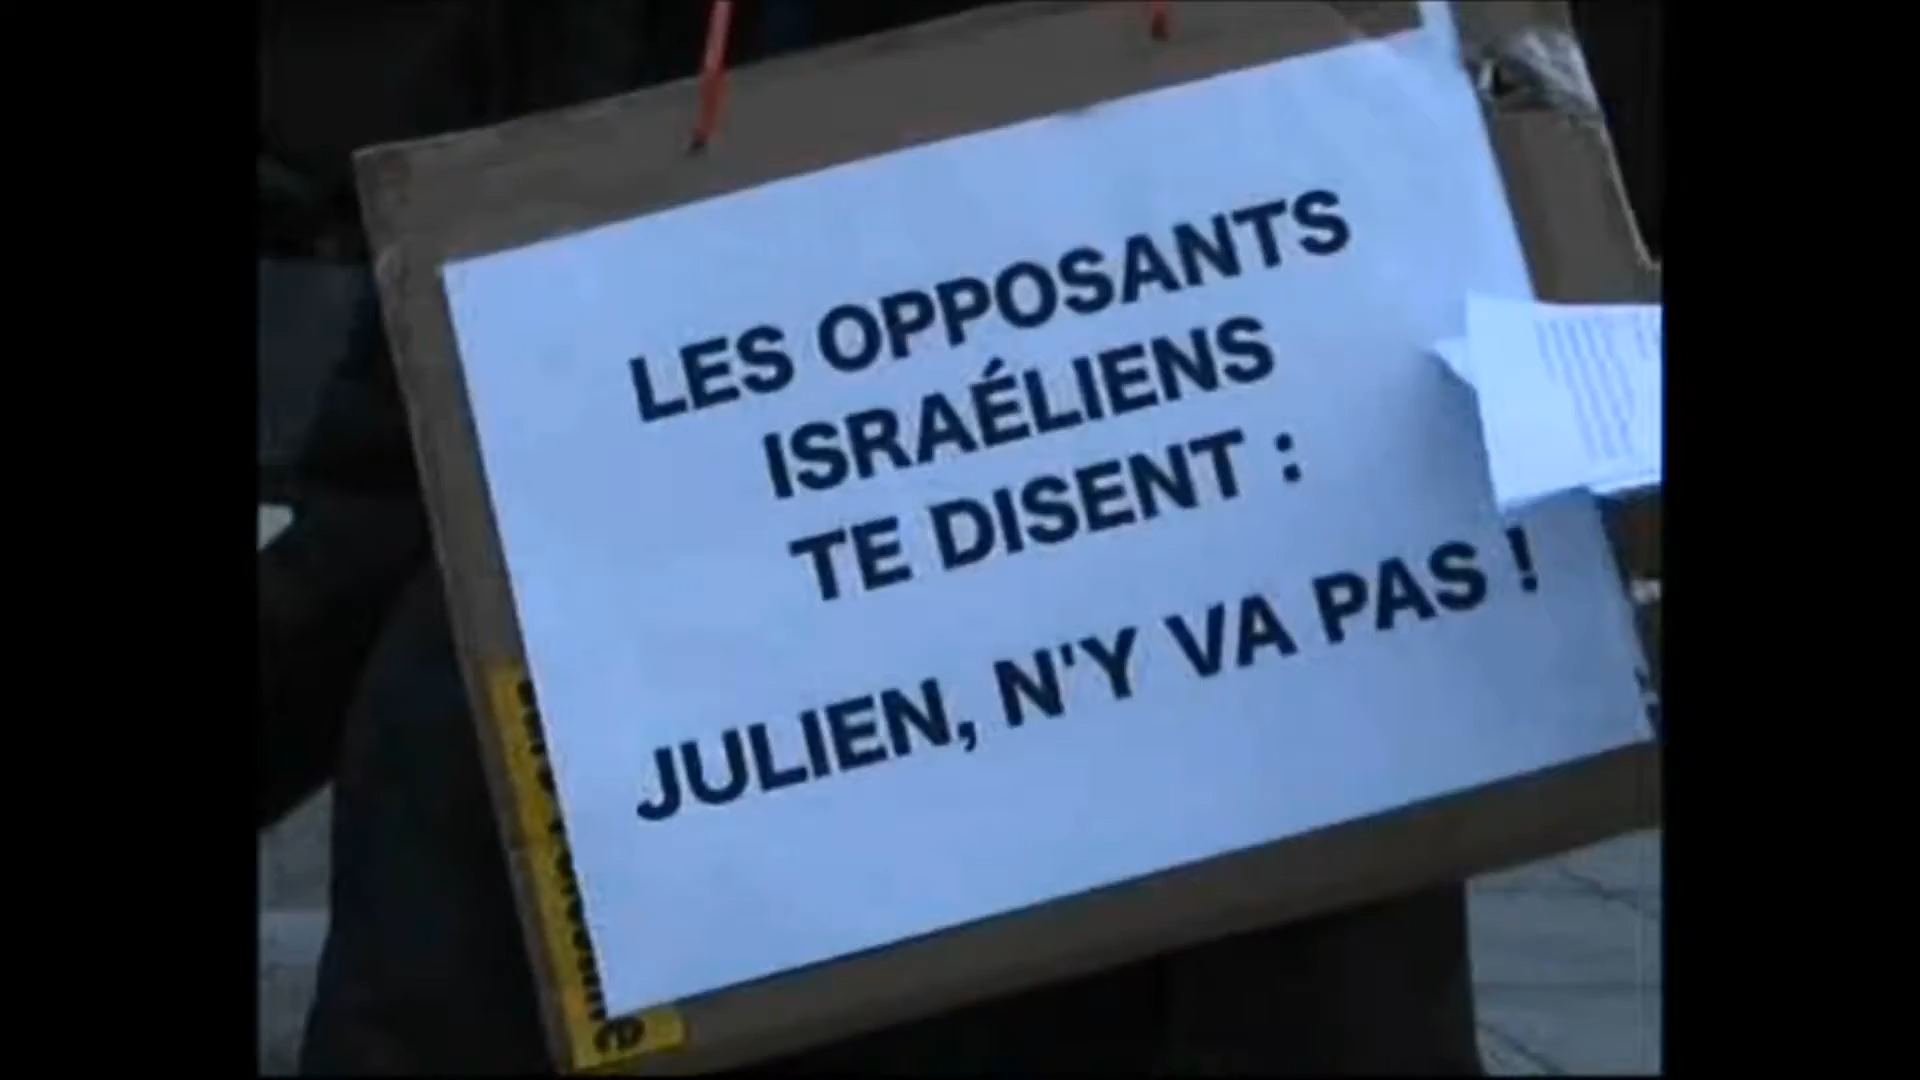 LES OPPOSANTS
ISRAÉLIENS
TE DISENT :
JULIEN, N'Y VA PAS !